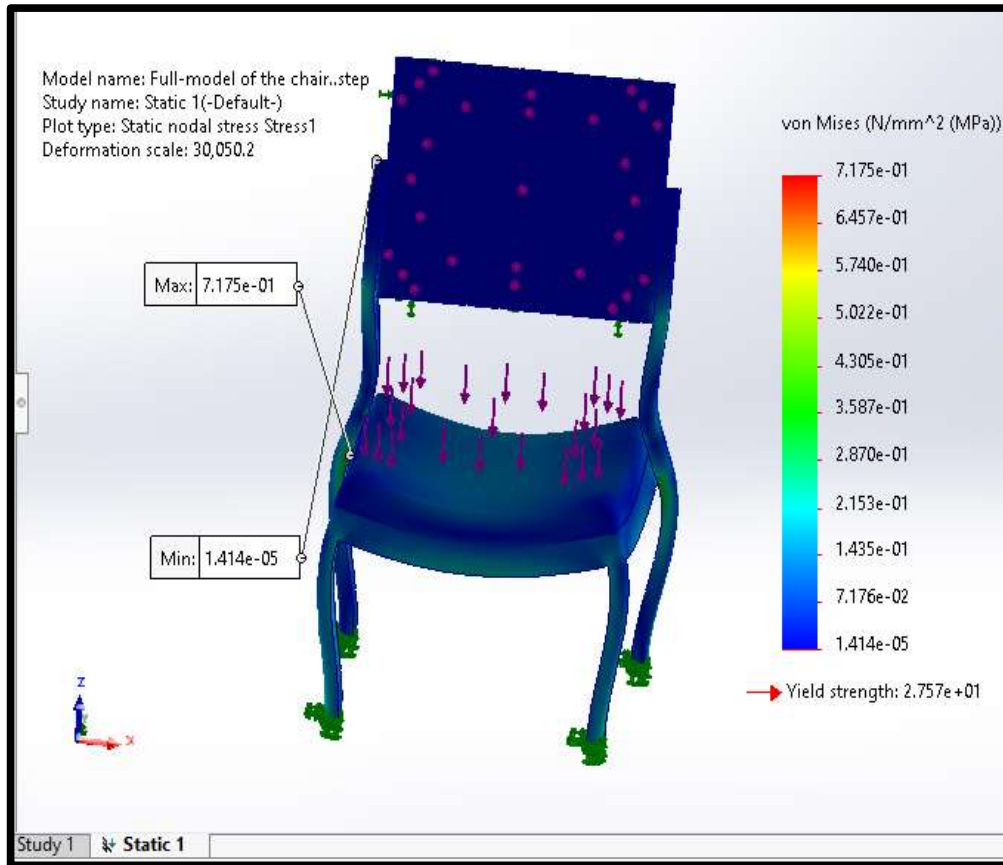 Model name: Full-model of the chair..step
Study name: Static 1(-Default-)
Plot type: Static nodal stress Stress1
Deformation scale: 30,050.2
von Mises (N/mm^2 (MPa))
7.175e-01
6.457e-01
5.740e-01
5.022e-01
4.305e-01
3.587e-01
2.870e-01
2.153e-01
1.435e-01
7.176e-02
1.414e-05
Yield strength: 2.757e+01
Max: 7.175e-01
Min: 1.414e-05
z
x
Study 1
Static 1